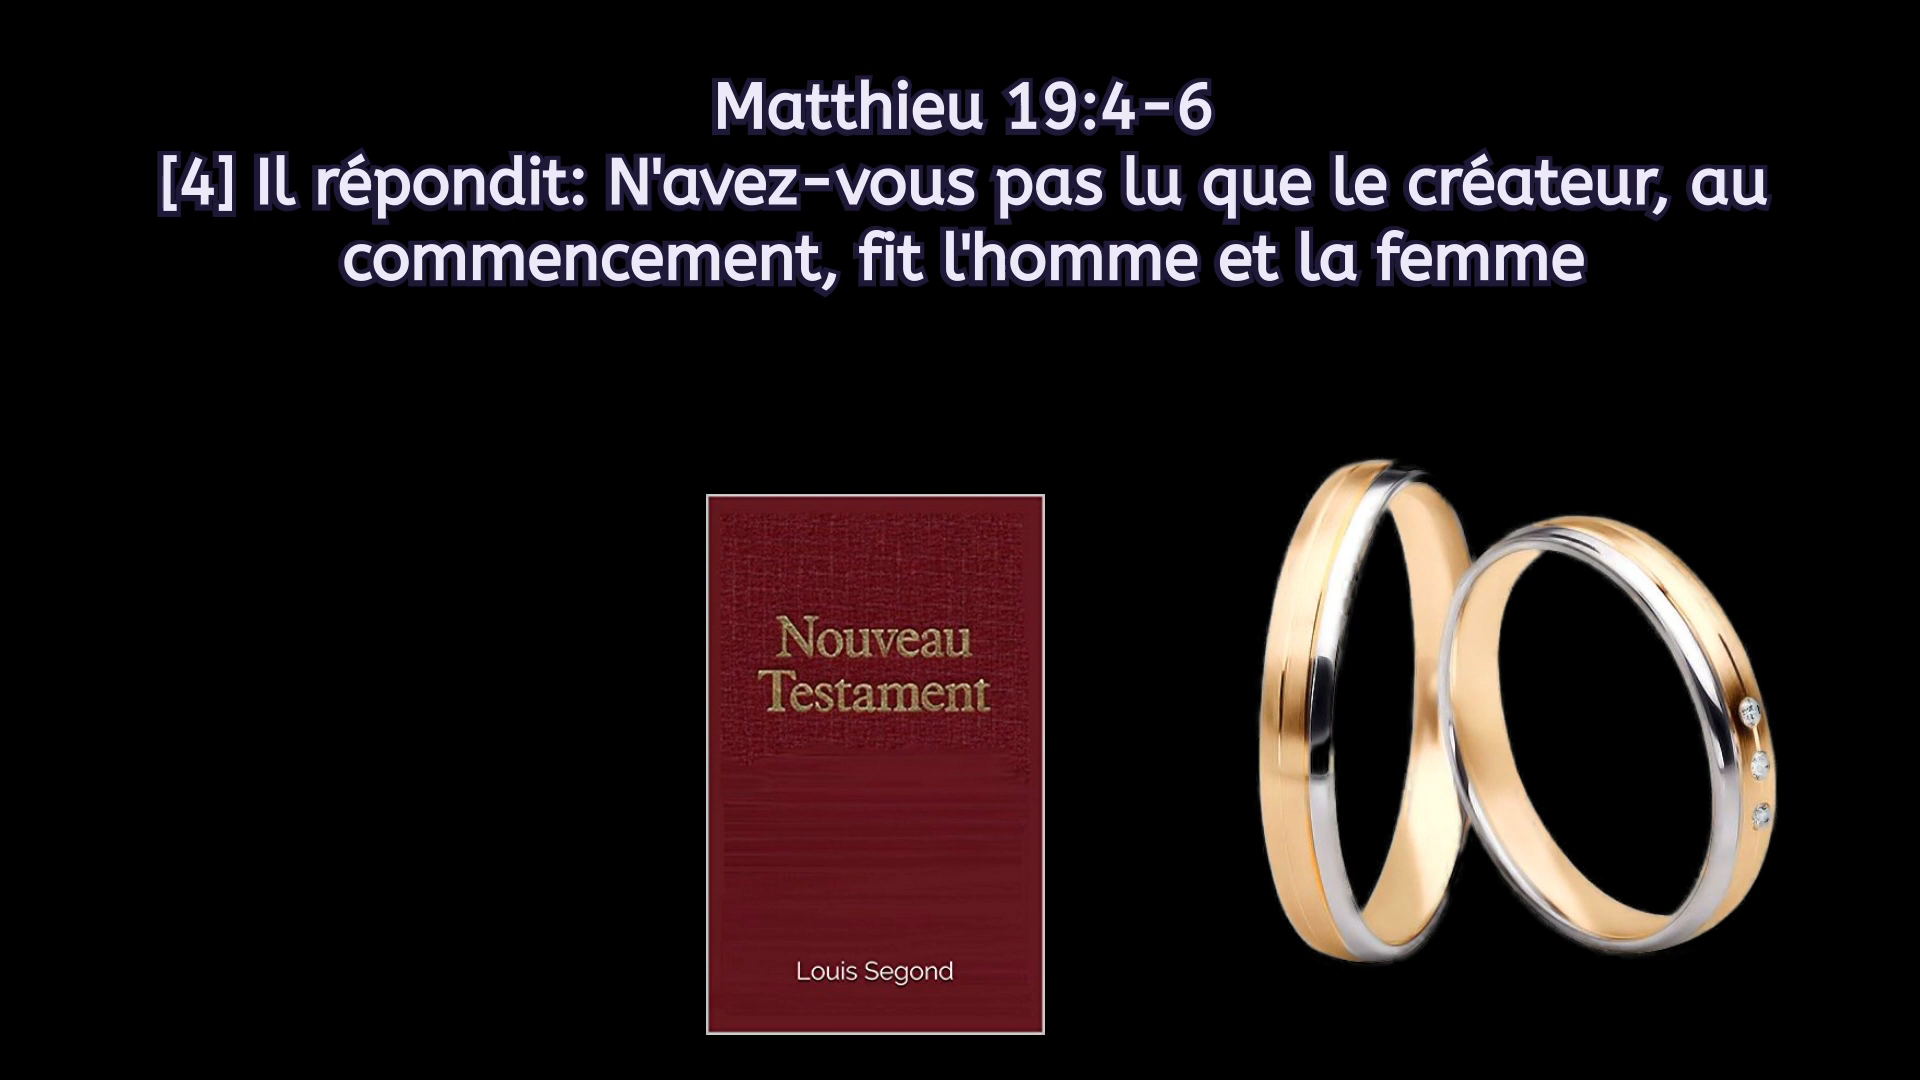 Matthieu 19:4-6
[4] Il répondit: N'avez-vous pas lu que le créateur, au
commencement, fit l'homme et la femme
Nouveau
Testament
Louis Segond